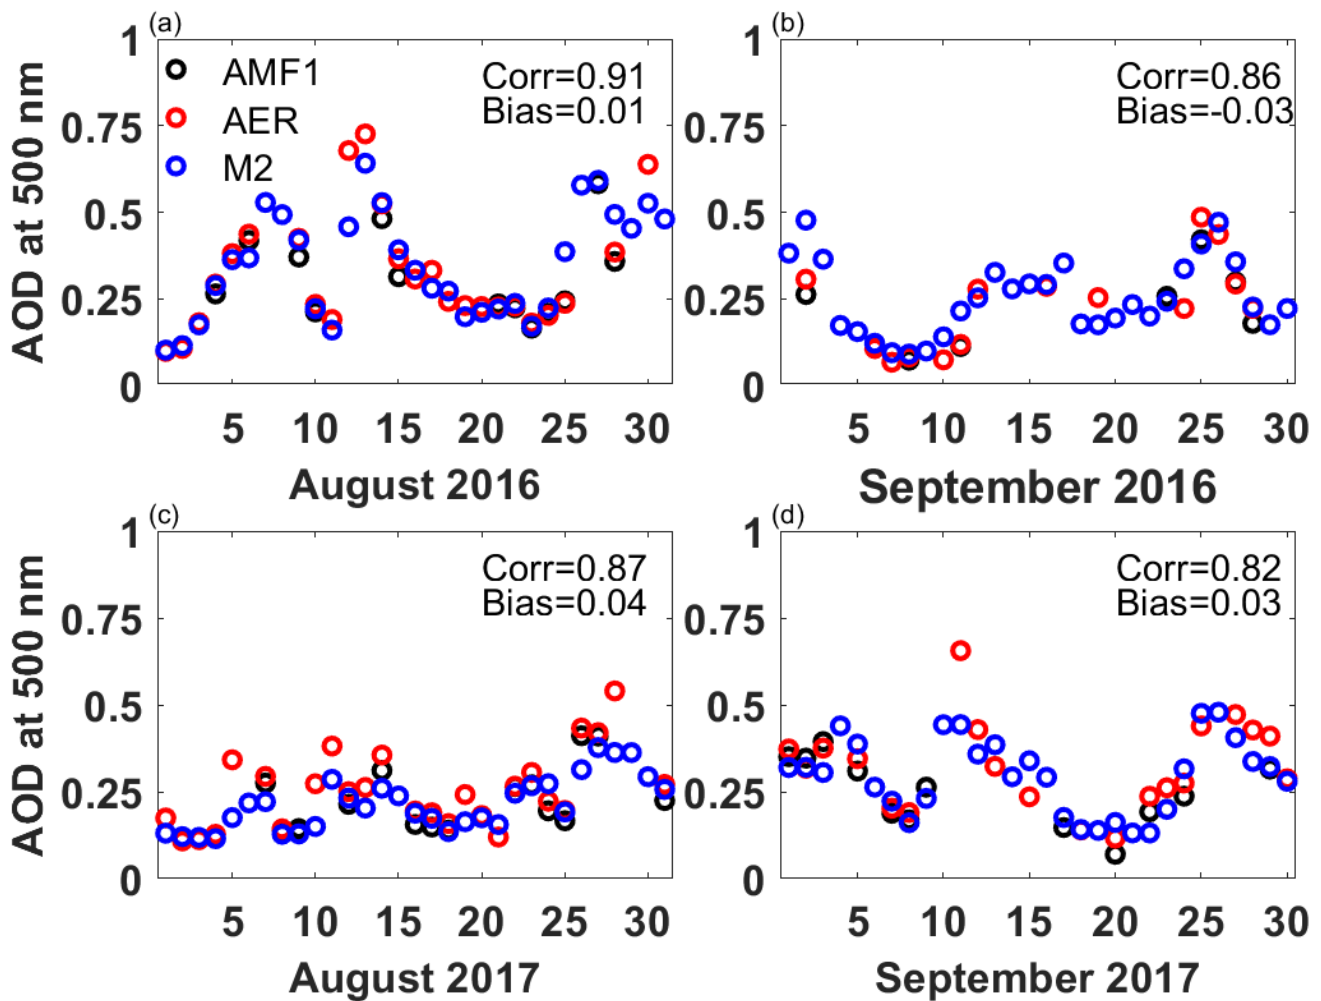 (a)
1
0.75
0.5
0.25
0
AOD at 500 nm
AMF1
AER
M2
Corr=0.91
Bias=0.01
5 10 15 20 25 30
August 2016
(b)
1
0.75
0.5
0.25
0
Corr=0.86
Bias=-0.03
5 10 15 20 25 30
September 2016
(c)
1
0.75
0.5
0.25
0
AOD at 500 nm
Corr=0.87
Bias=0.04
5 10 15 20 25 30
August 2017
(d)
1
0.75
0.5
0.25
0
Corr=0.82
Bias=0.03
5 10 15 20 25 30
September 2017